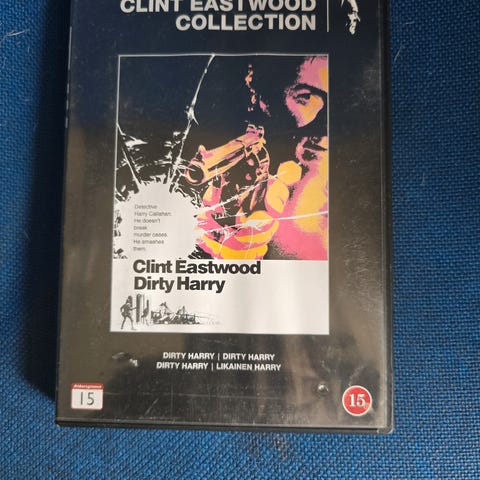 CLINT EASTWOOD
COLLECTION
Detective
Harry Callahan.
He doesn't
break
murder cases.
He smashes
them.
Clint Eastwood
Dirty Harry
DIRTY HARRY | DIRTY HARRY
DIRTY HARRY | LIKAINEN HARRY
Aldersgrense
15
15